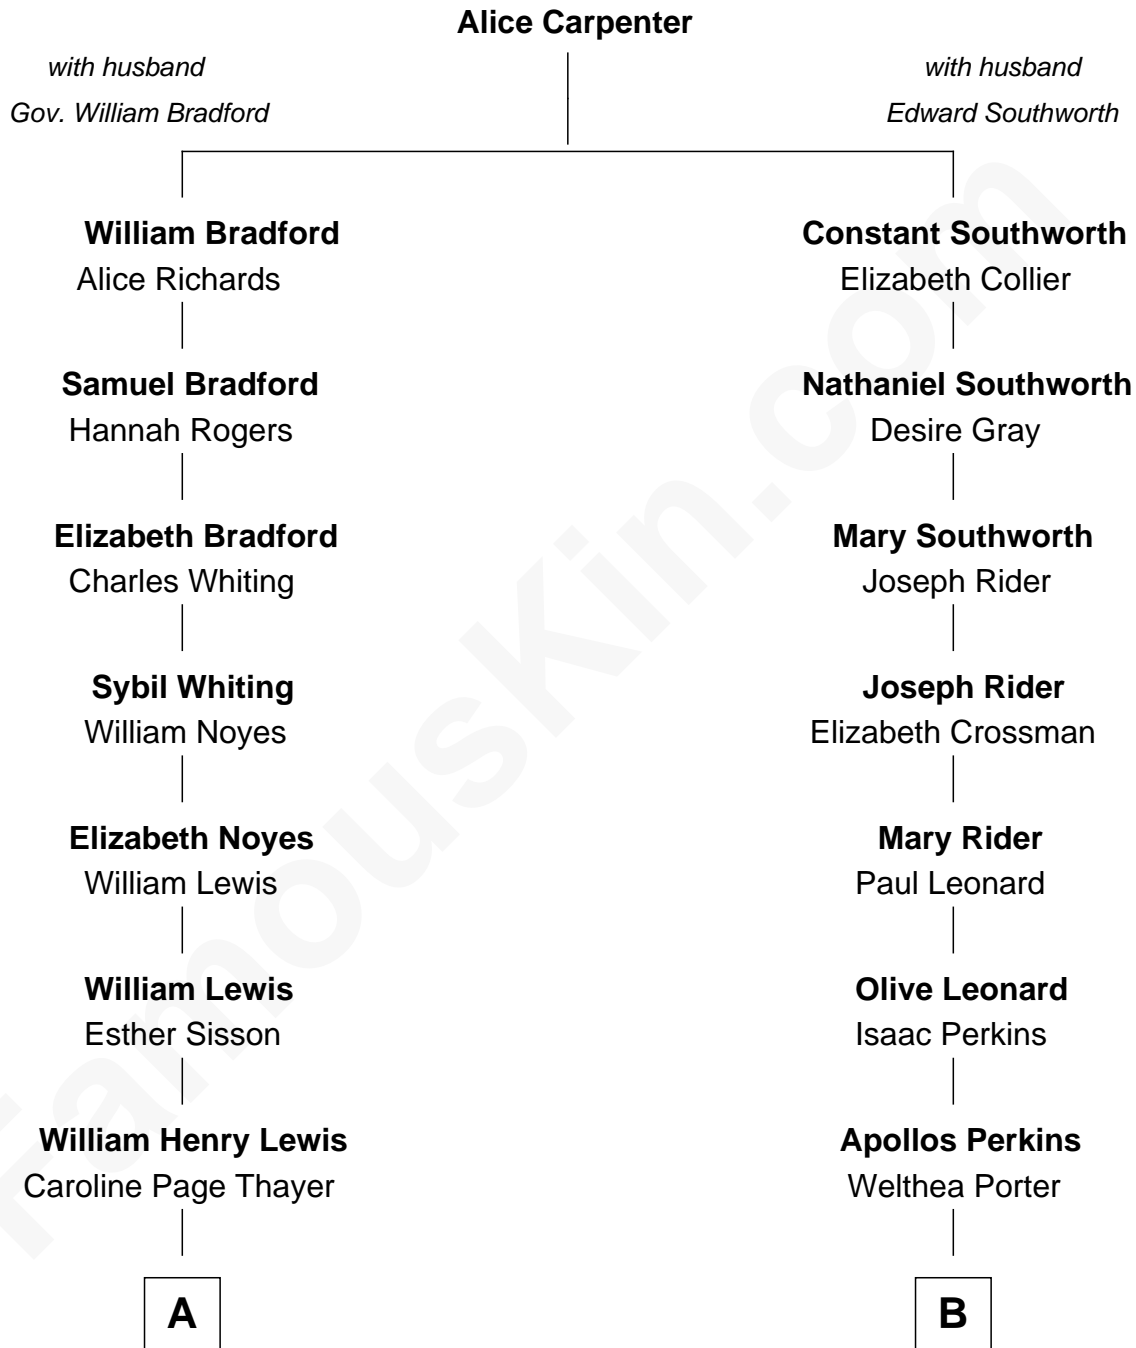 Alice Carpenter
with husband
Gov. William Bradford
with husband
Edward Southworth
William Bradford
Alice Richards
Constant Southworth
Elizabeth Collier
Samuel Bradford
Hannah Rogers
Nathaniel Southworth
Desire Gray
Elizabeth Bradford
Charles Whiting
Mary Southworth
Joseph Rider
Sybil Whiting
William Noyes
Joseph Rider
Elizabeth Crossman
Elizabeth Noyes
William Lewis
Mary Rider
Paul Leonard
William Lewis
Esther Sisson
Olive Leonard
Isaac Perkins
William Henry Lewis
Caroline Page Thayer
Apollos Perkins
Welthea Porter
A
B
FamousKin.com